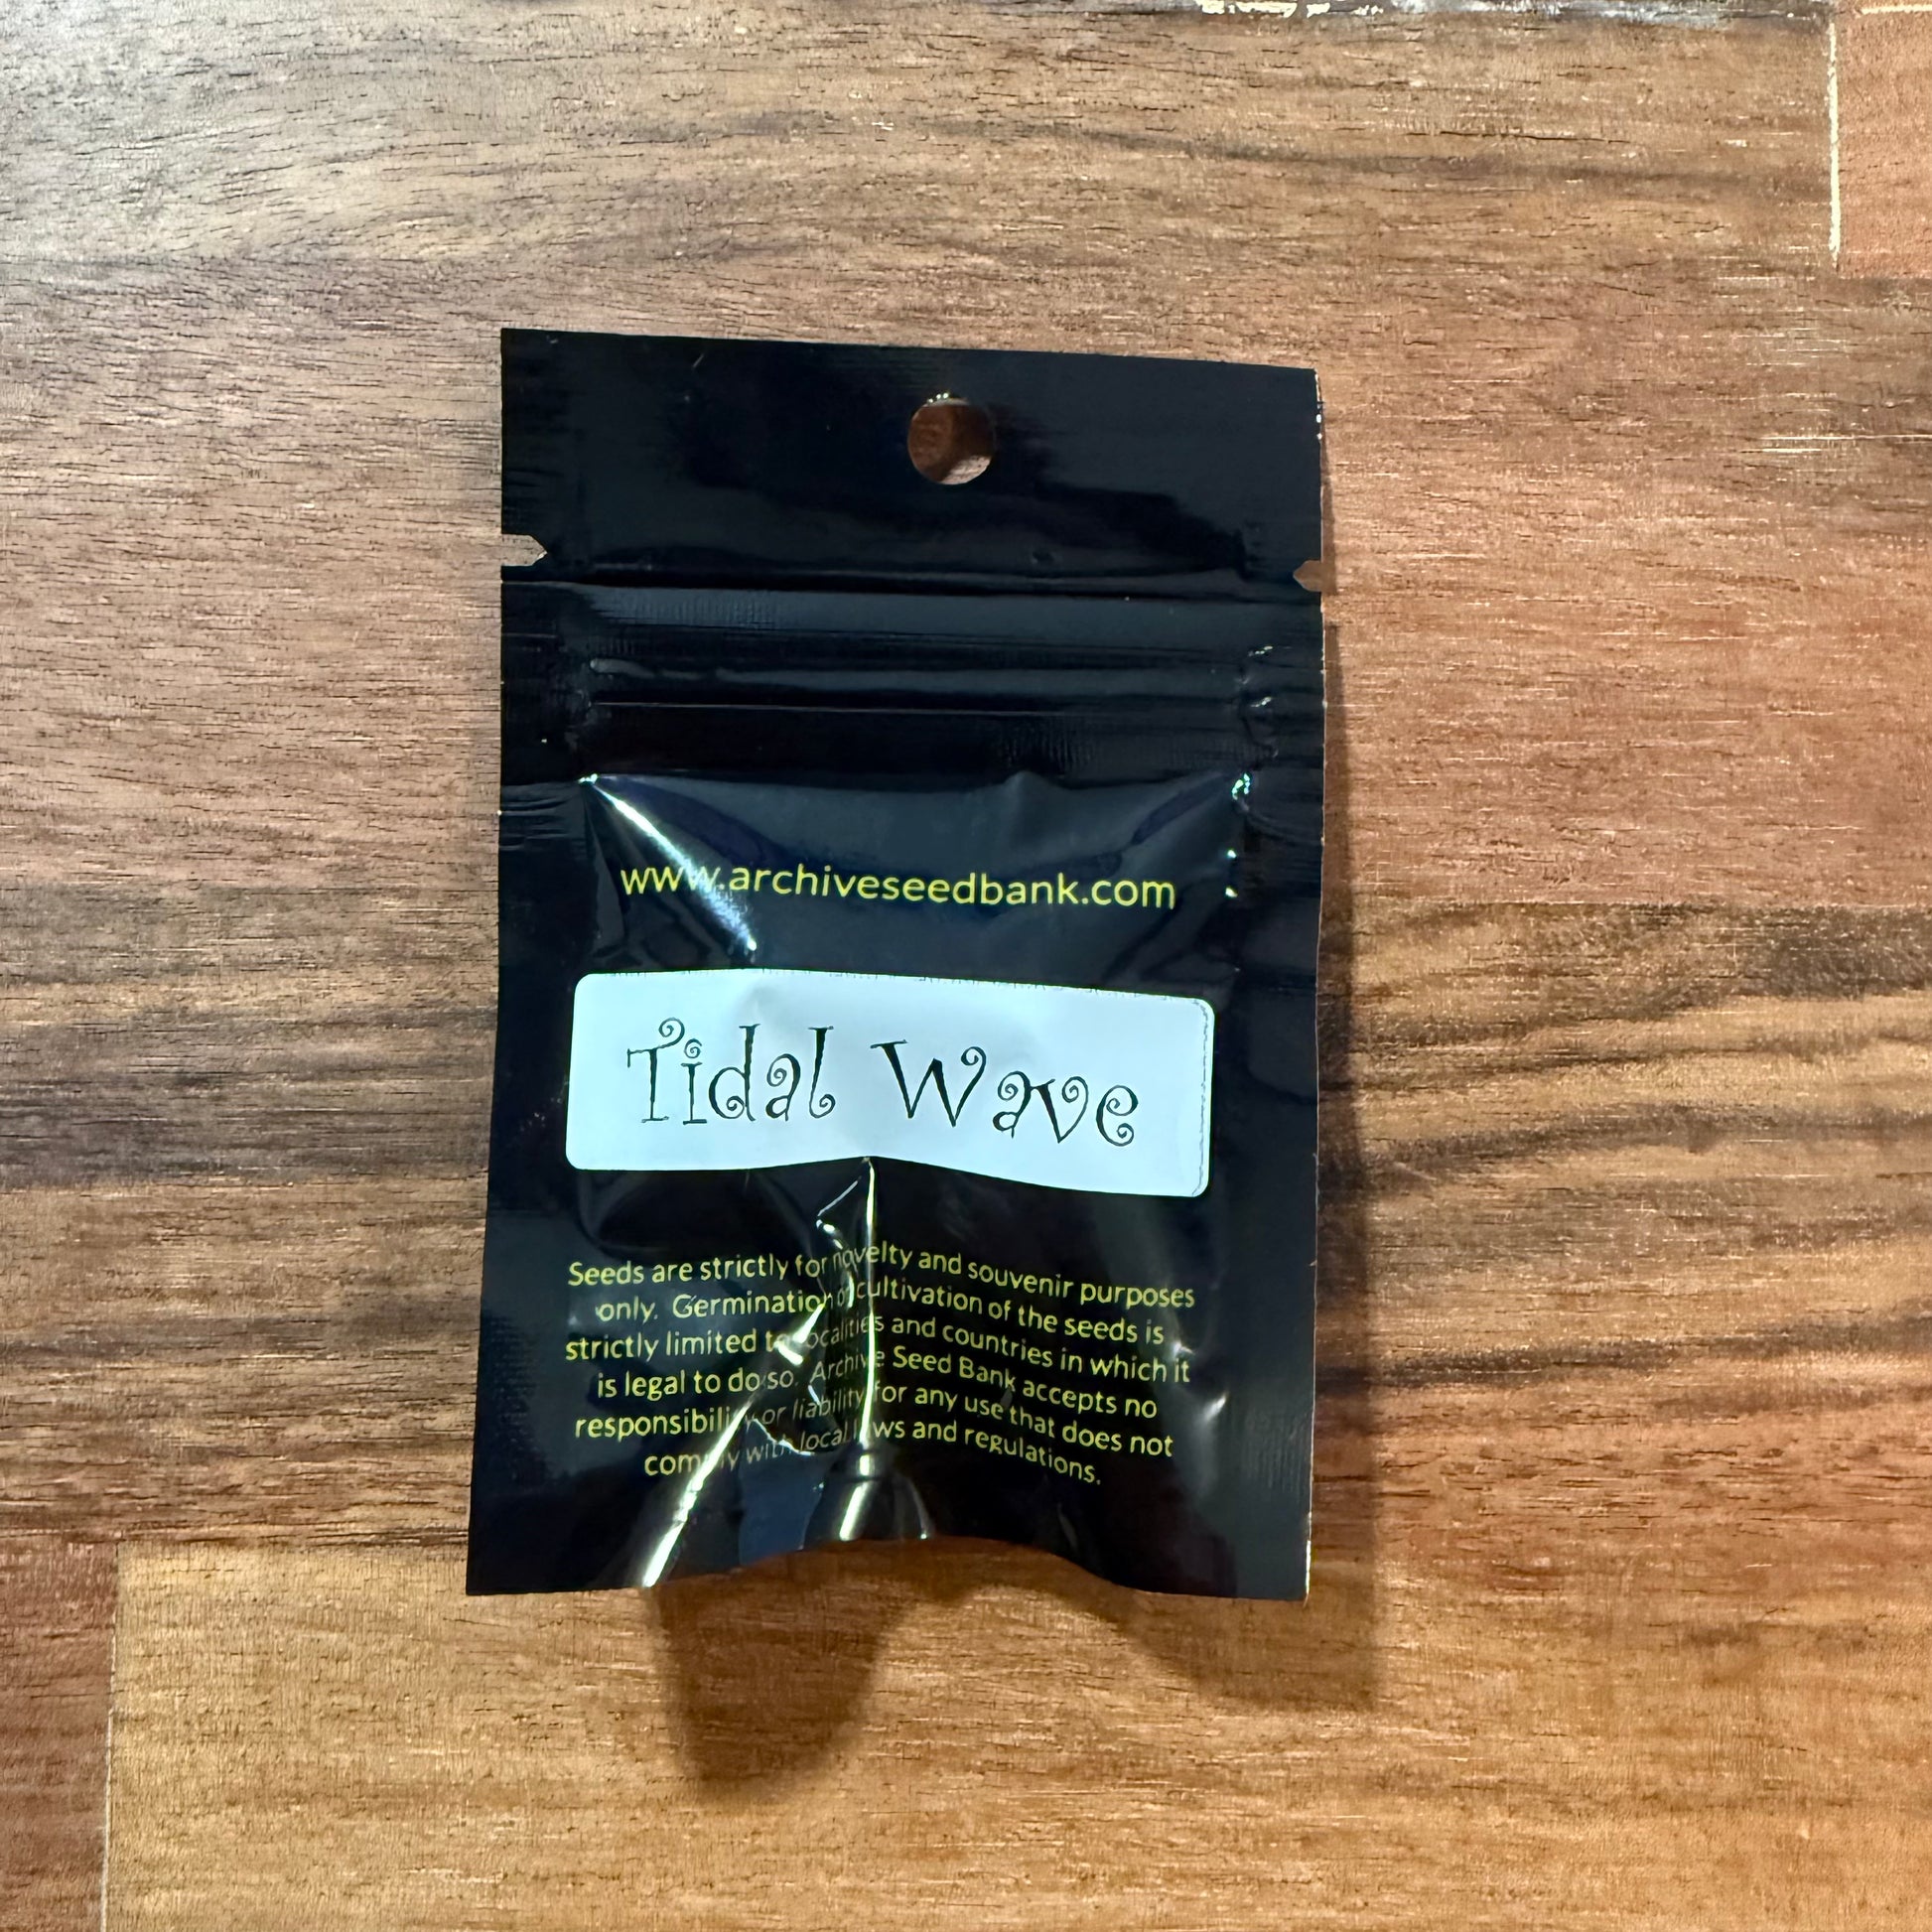 www.archiveseedbank.com
Tidal Wave
Seeds are strictly for novelty and souvenir purposes
only. Germination or cultivation of the seeds is
strictly limited to localities and countries in which it
is legal to do so. Archive Seed Bank accepts no
responsibility or liability for any use that does not
comply with local laws and regulations.